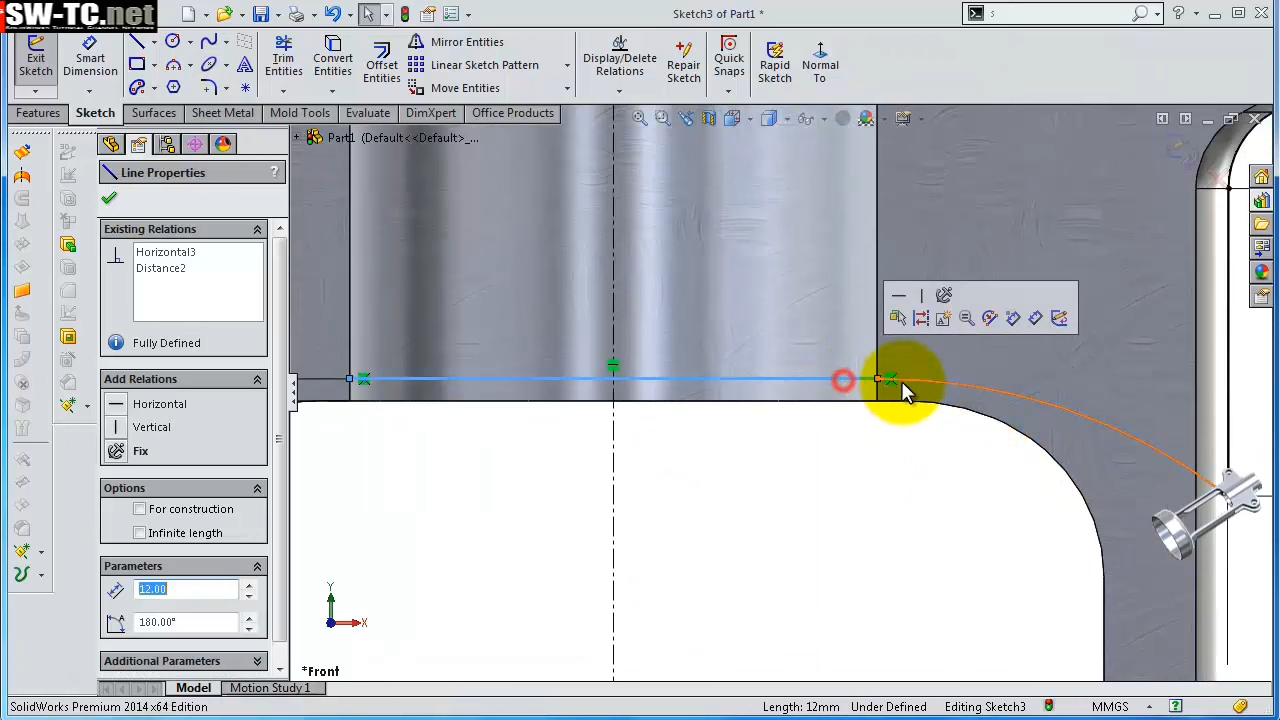 SW-TC.net
SOLIDWORKS TUTORIAL CHANNEL NETWORK
Sketch3 of Part1 *
s
Exit Sketch
Smart Dimension
Trim Entities
Convert Entities
Offset Entities
Mirror Entities
Linear Sketch Pattern
Move Entities
Display/Delete Relations
Repair Sketch
Quick Snaps
Rapid Sketch
Normal To
Features
Sketch
Sheet Metal
Mold Tools
Evaluate
DimXpert
Office Products
Part1 (Default<<Default>_...
Line Properties
?
Existing Relations
Horizontal3
Distance2
Fully Defined
Add Relations
Horizontal
Vertical
Fix
Options
For construction
Infinite length
Parameters
12.00
180.00°
Additional Parameters
Y
X
*Front
Model
Motion Study 1
SolidWorks Premium 2014 x64 Edition
Length: 12mm
Under Defined
Editing Sketch3
MMGS